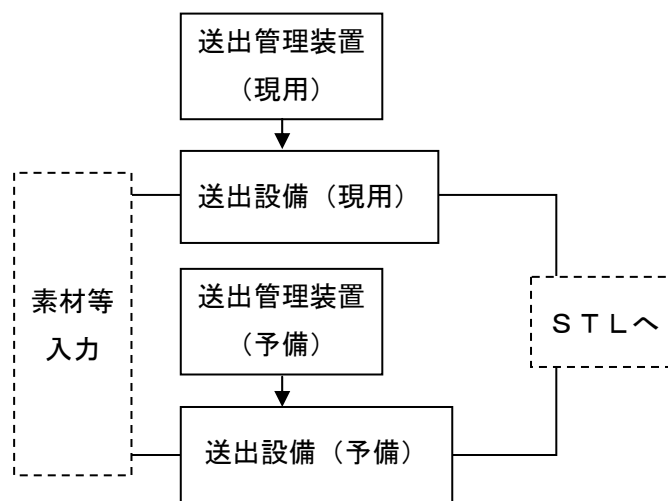 送出管理装置
（現用）
送出設備（現用）
素材等
入力
送出管理装置
（予備）
ＳＴＬへ
送出設備（予備）